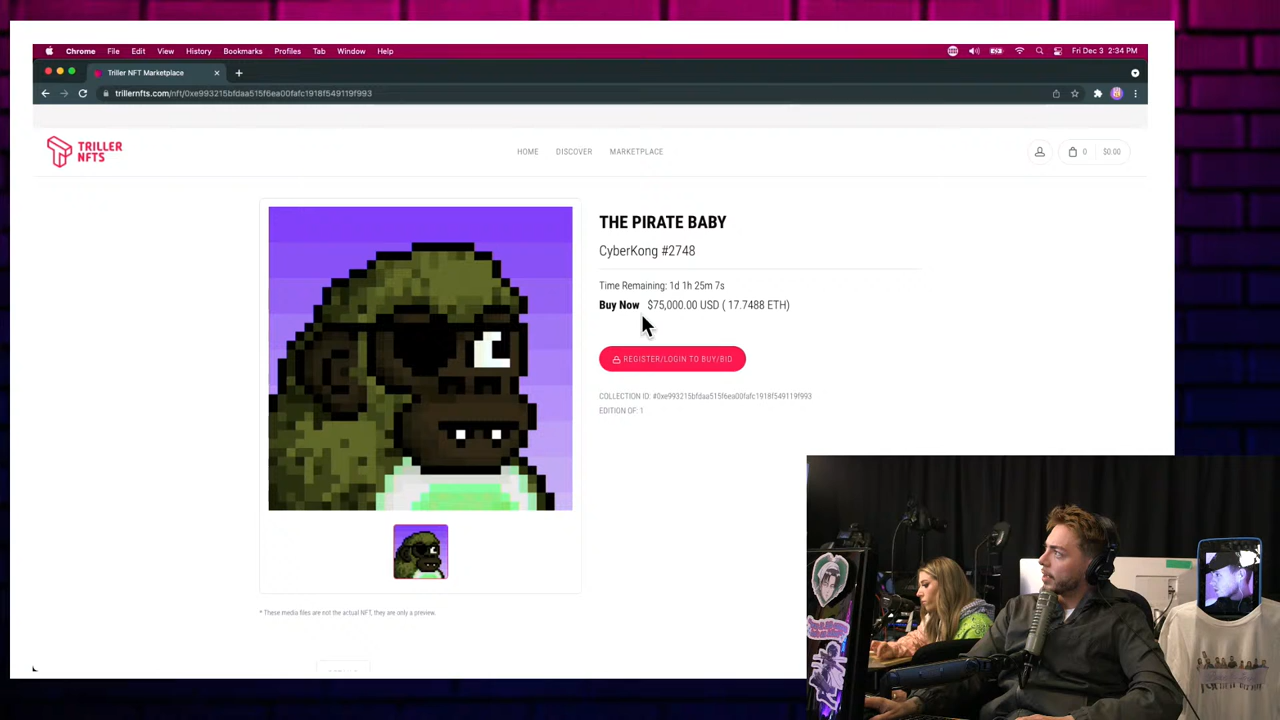 Chrome File Edit View History Bookmarks Profiles Tab Window Help Fri Dec 3 2:34 PM
Triller NFT Marketplace
trillernfts.com/nft/0xe993215bfdaa515f6ea00fafc1918f549119f993
TRILLER
NFTS
HOME DISCOVER MARKETPLACE 0 $0.00
THE PIRATE BABY
CyberKong #2748
Time Remaining: 1d 1h 25m 7s
Buy Now $75,000.00 USD ( 17.7488 ETH)
REGISTER/LOGIN TO BUY/BID
COLLECTION ID: #0xe993215bfdaa515f6ea00fafc1918f549119f993
EDITION OF: 1
* These media files are not the actual NFT, they are only a preview.